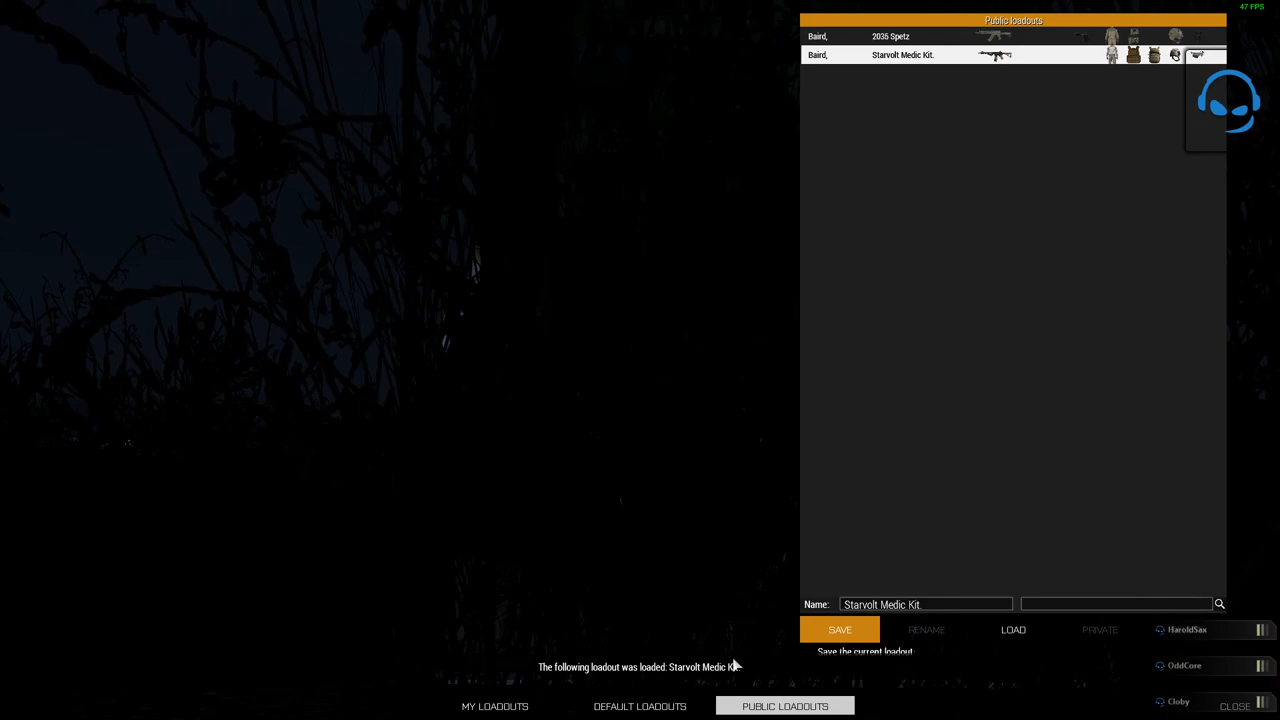 47 FPS
Public loadouts
Baird, 2035 Spetz
Baird, Starvolt Medic Kit.
Name: Starvolt Medic Kit.
SAVE RENAME LOAD PRIVATE
Save the current loadout
HaroldSax
The following loadout was loaded: Starvolt Medic Kit.
OddCore
Cloby
MY LOADOUTS DEFAULT LOADOUTS PUBLIC LOADOUTS CLOSE